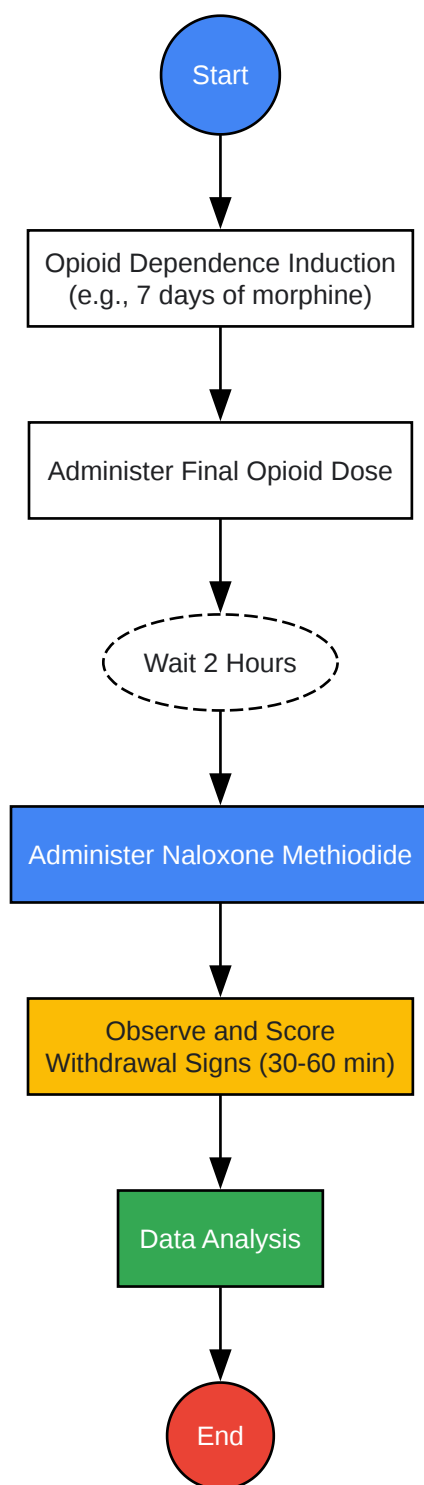 Start
Opioid Dependence Induction
(e.g., 7 days of morphine)
Administer Final Opioid Dose
Wait 2 Hours
Administer Naloxone Methiodide
Observe and Score
Withdrawal Signs (30-60 min)
Data Analysis
End